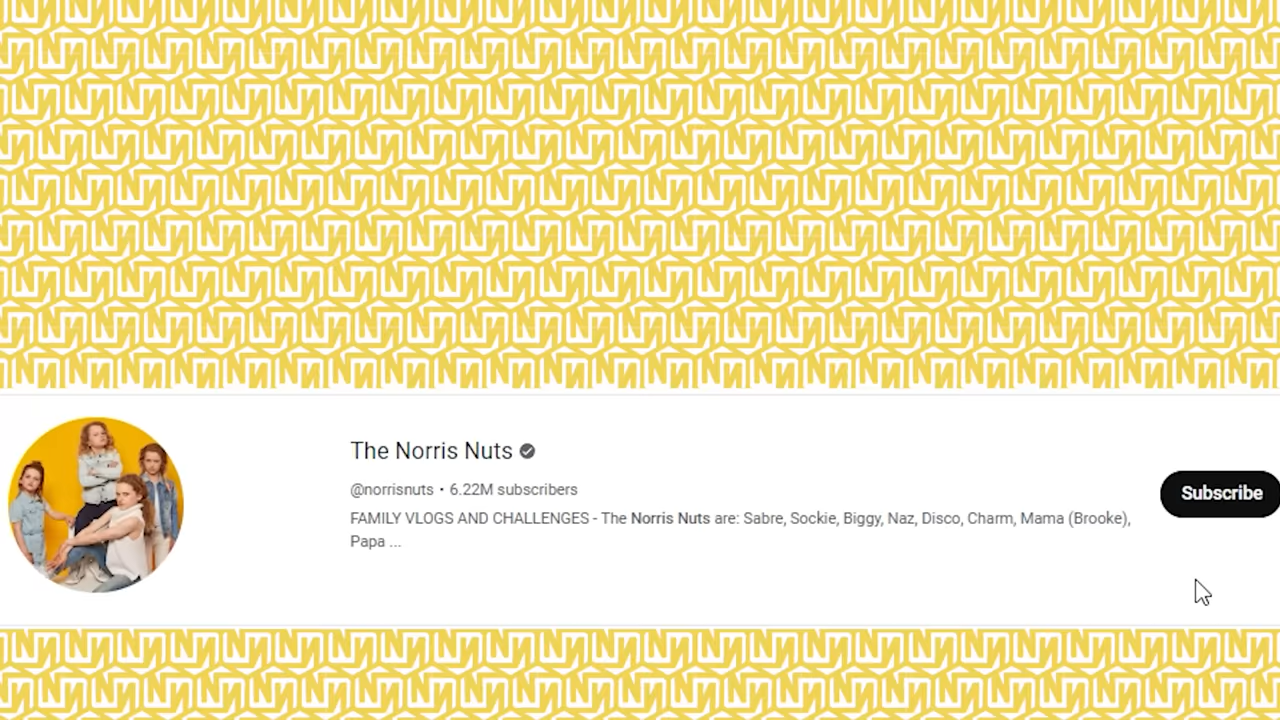 The Norris Nuts
@norrisnuts • 6.22M subscribers
Subscribe
FAMILY VLOGS AND CHALLENGES - The Norris Nuts are: Sabre, Sockie, Biggy, Naz, Disco, Charm, Mama (Brooke),
Papa ...